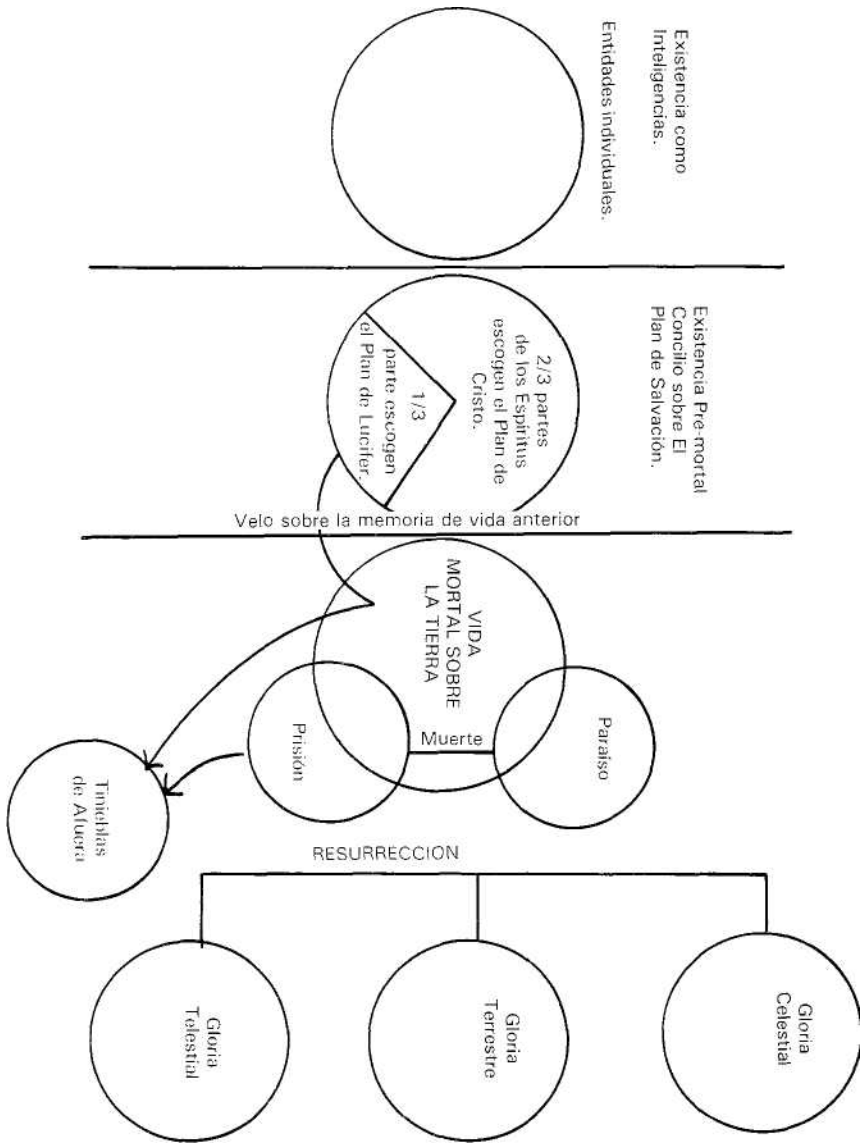 Existencia como
Inteligencias.
Entidades individuales.
Existencia Pre-mortal
Concilio sobre El
Plan de Salvación.
2/3 partes
de los Espíritus
escogen el Plan de
Cristo.
1/3
parte escogen
el Plan de Lucifer.
Velo sobre la memoria de vida anterior
VIDA
MORTAL SOBRE
LA TIERRA
Paraíso
Muerte
Prisión
Tinieblas
de Afuera
RESURRECCION
Gloria
Celestial
Gloria
Terrestre
Gloria
Telestial